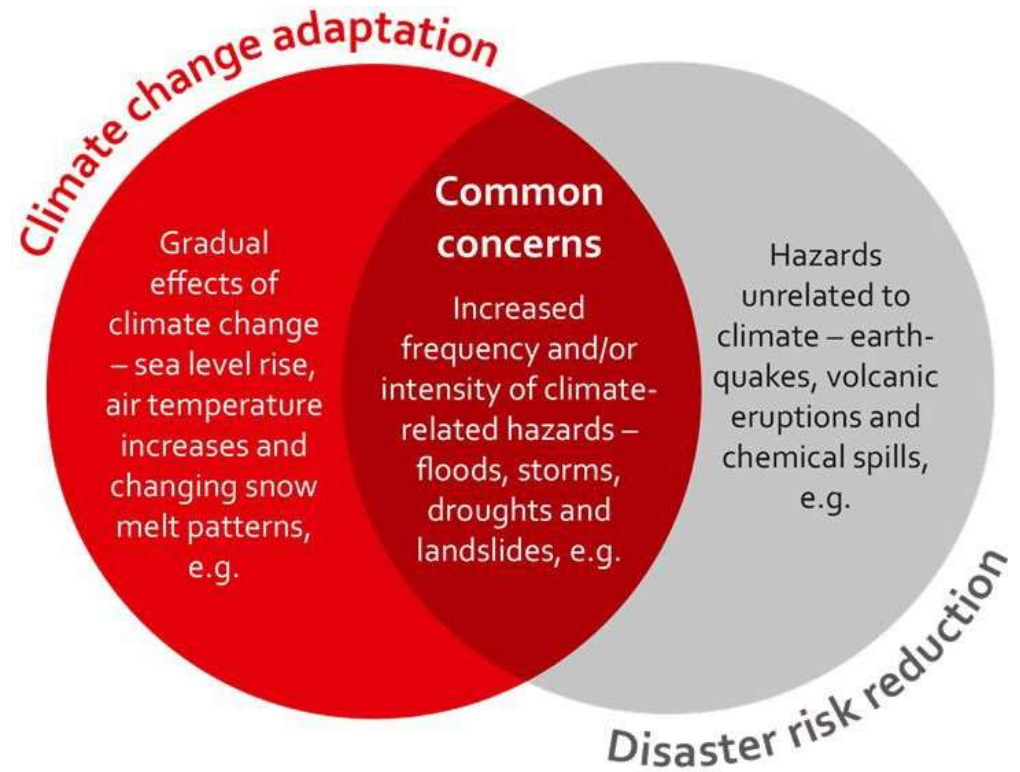 Climate change adaptation
Gradual
effects of
climate change
– sea level rise,
air temperature
increases and
changing snow
melt patterns,
e.g.
Common
concerns
Increased
frequency and/or
intensity of climate-
related hazards –
floods, storms,
droughts and
landslides, e.g.
Hazards
unrelated to
climate – earth-
quakes, volcanic
eruptions and
chemical spills,
e.g.
Disaster risk reduction